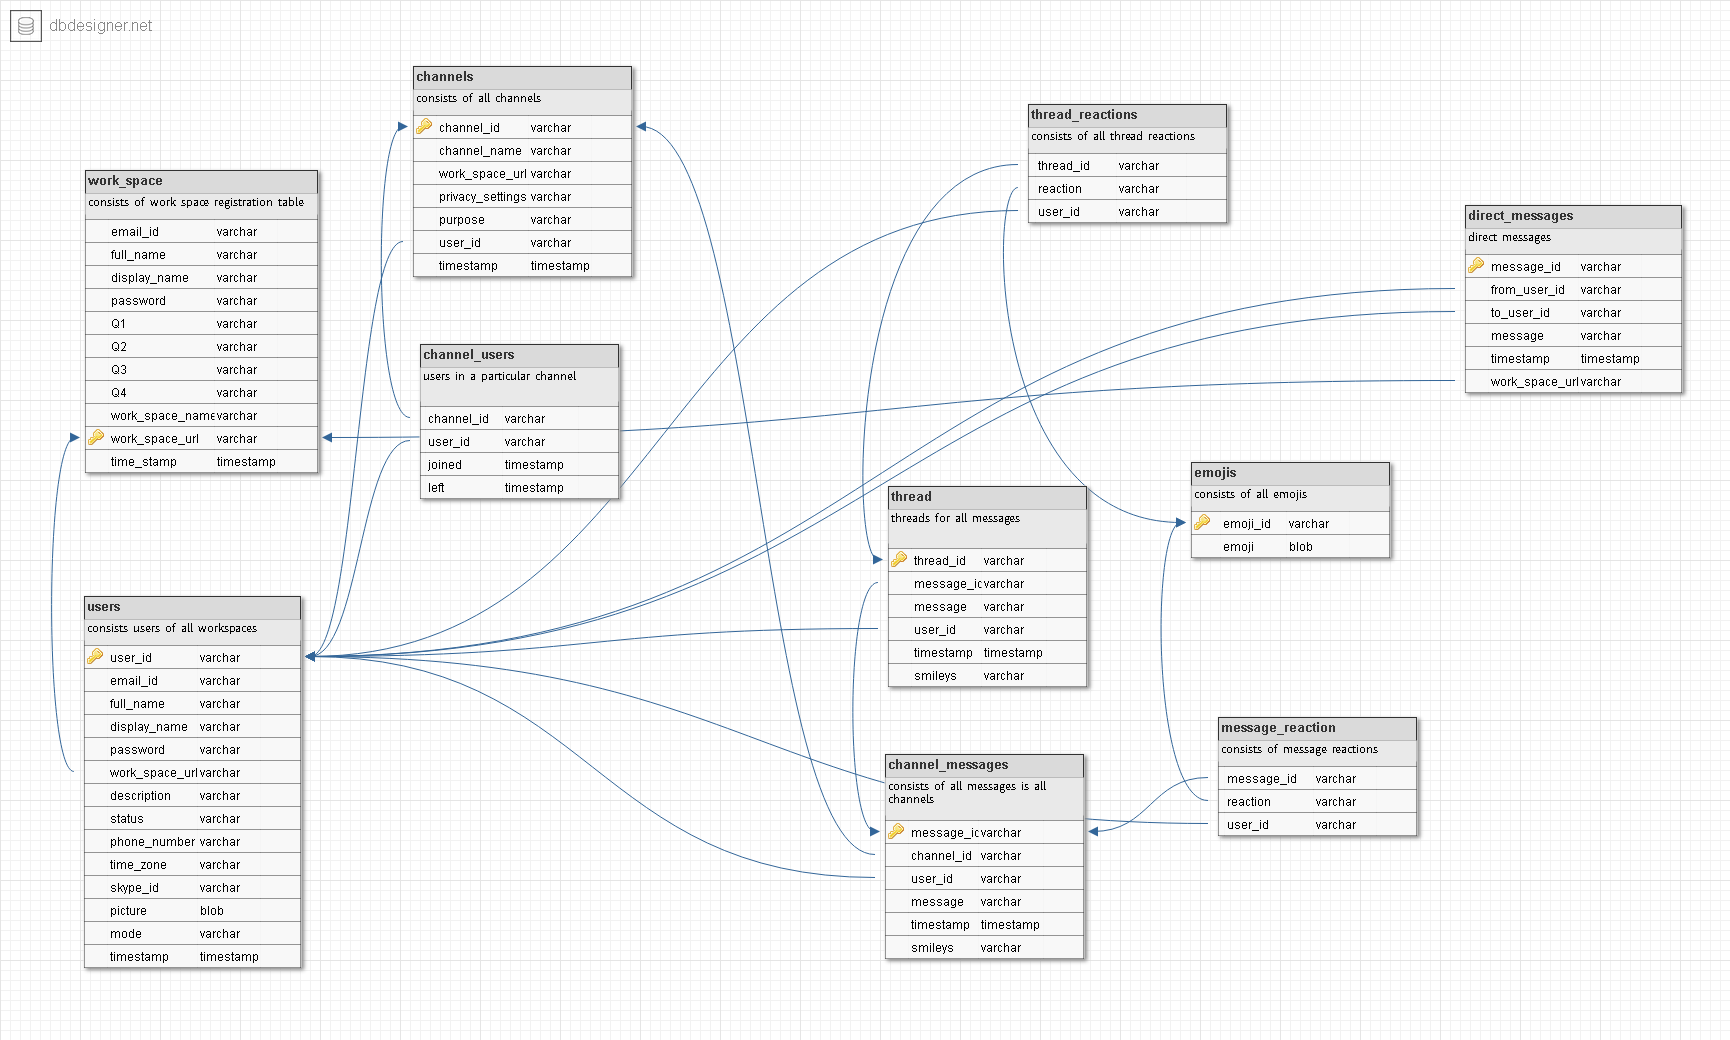 dbdesigner.net
channels
consists of all channels
channel_id varchar
channel_name varchar
work_space_url varchar
privacy_settings varchar
purpose varchar
user_id varchar
timestamp timestamp
thread_reactions
consists of all thread reactions
thread_id varchar
reaction varchar
user_id varchar
work_space
consists of work space registration table
email_id varchar
full_name varchar
display_name varchar
password varchar
Q1 varchar
Q2 varchar
Q3 varchar
Q4 varchar
work_space_name varchar
work_space_url varchar
time_stamp timestamp
direct_messages
direct messages
message_id varchar
from_user_id varchar
to_user_id varchar
message varchar
timestamp timestamp
work_space_url varchar
channel_users
users in a particular channel
channel_id varchar
user_id varchar
joined timestamp
left timestamp
emojis
consists of all emojis
emoji_id varchar
emoji blob
thread
threads for all messages
thread_id varchar
message_ic varchar
message varchar
user_id varchar
timestamp timestamp
smileys varchar
users
consists users of all workspaces
user_id varchar
email_id varchar
full_name varchar
display_name varchar
password varchar
work_space_url varchar
description varchar
status varchar
phone_number varchar
time_zone varchar
skype_id varchar
picture blob
mode varchar
timestamp timestamp
message_reaction
consists of message reactions
message_id varchar
reaction varchar
user_id varchar
channel_messages
consists of all messages is all
channels
message_ic varchar
channel_id varchar
user_id varchar
message varchar
timestamp timestamp
smileys varchar